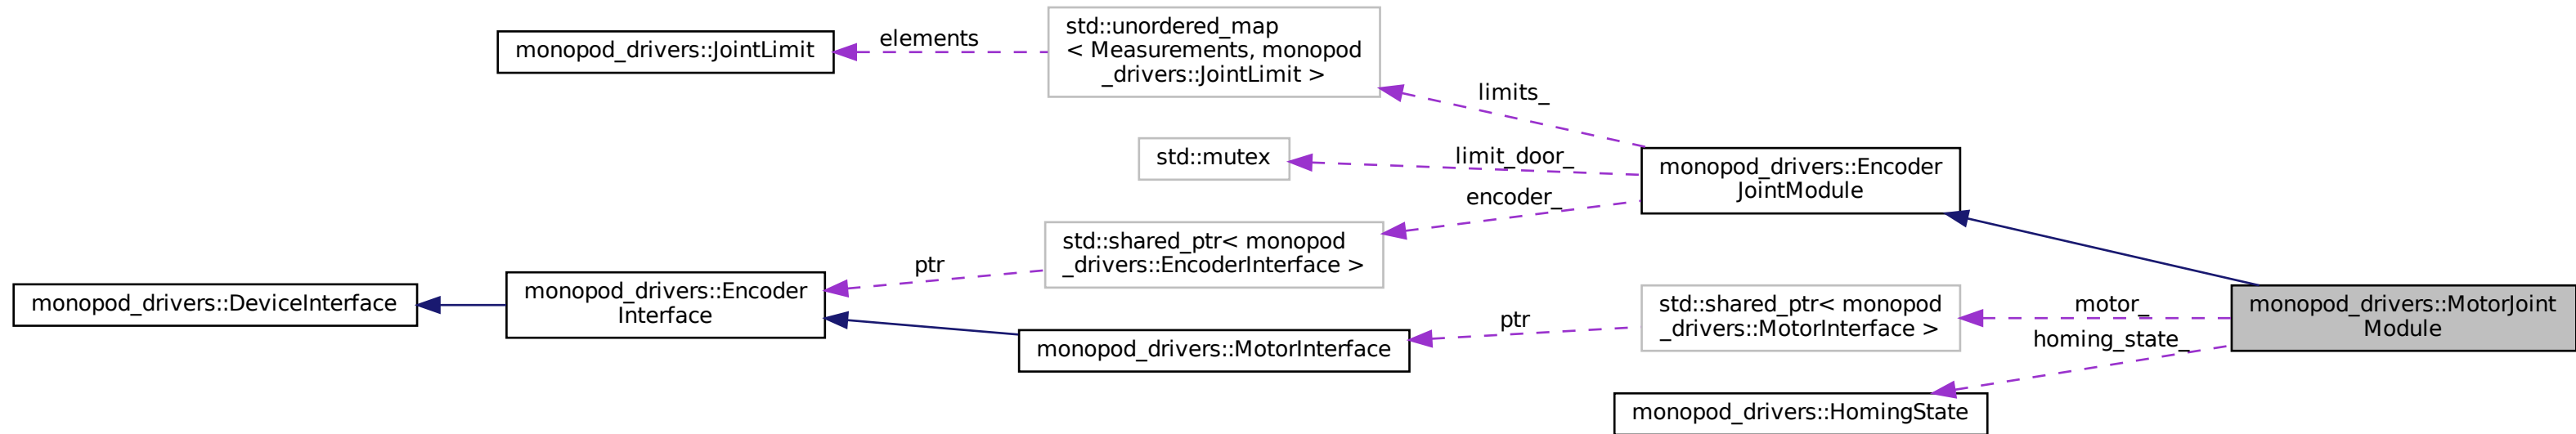 std::unordered_map
< Measurements, monopod
_drivers::JointLimit >
elements
monopod_drivers::JointLimit
limits_
std::mutex
limit_door_
monopod_drivers::Encoder
JointModule
encoder_
std::shared_ptr< monopod
_drivers::EncoderInterface >
ptr
monopod_drivers::DeviceInterface
monopod_drivers::Encoder
Interface
ptr
monopod_drivers::MotorInterface
std::shared_ptr< monopod
_drivers::MotorInterface >
motor_
monopod_drivers::MotorJoint
Module
homing_state_
monopod_drivers::HomingState